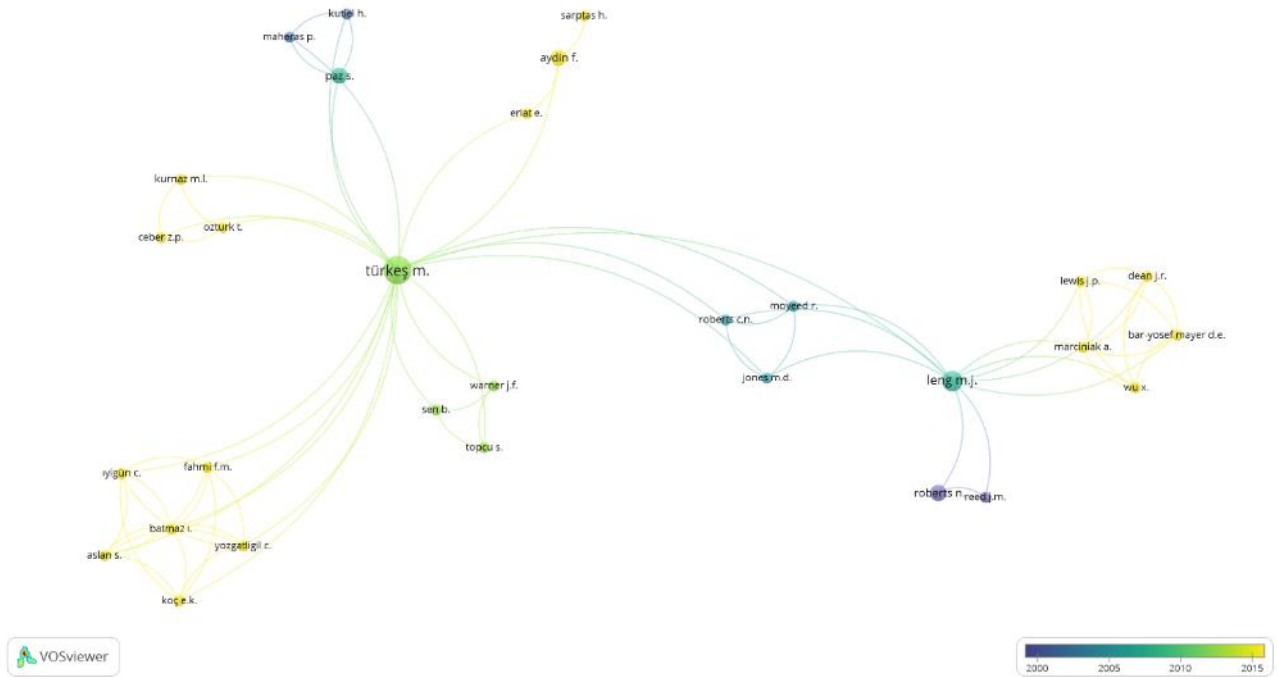 kutiel h.
sarptas h.
maheras p.
aydin f.
paz s.
erlat e.
kurnaz m.l.
ozturk t.
ceber z.p.
türkeş m.
lewis j.p.
dean j.r.
moyeed r.
roberts c.n.
bar-yosef mayer d.e.
marciniak a.
jones m.d.
leng m.j.
wu x.
warner j.f.
sen b.
topcu s.
iyigün c.
fahmi f.m.
roberts n.
reed j.m.
batmaz i.
yozgatligil c.
aslan s.
koç e.k.
VOSviewer
2000 2005 2010 2015